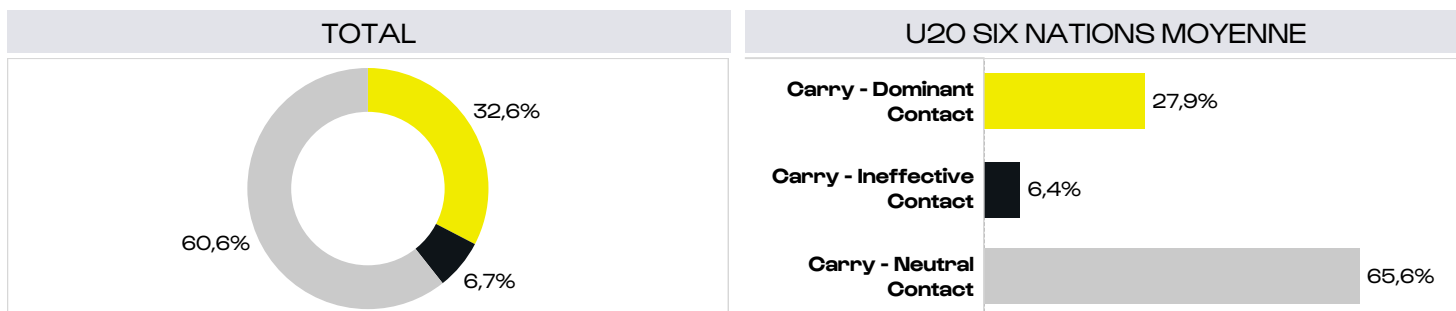 TOTAL
32,6%
60,6%
6,7%
U20 SIX NATIONS MOYENNE
Carry - Dominant
Contact
27,9%
Carry - Ineffective
Contact
6,4%
Carry - Neutral
Contact
65,6%